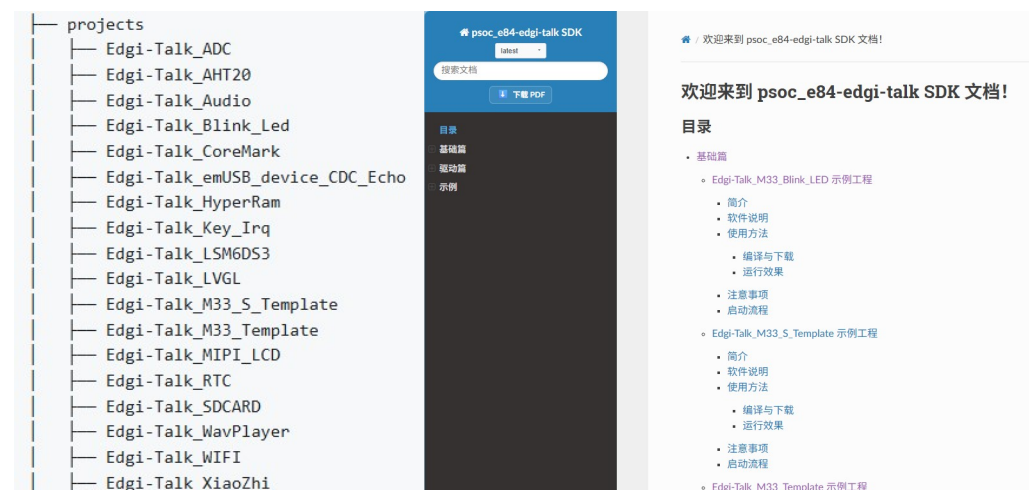 projects
Edgi-Talk_ADC
Edgi-Talk_AHT20
Edgi-Talk_Audio
Edgi-Talk_Blink_Led
Edgi-Talk_CoreMark
Edgi-Talk_emUSB_device_CDC_Echo
Edgi-Talk_HyperRam
Edgi-Talk_Key_Irq
Edgi-Talk_LSM6DS3
Edgi-Talk_LVGL
Edgi-Talk_M33_S_Template
Edgi-Talk_M33_Template
Edgi-Talk_MIPI_LCD
Edgi-Talk_RTC
Edgi-Talk_SDCARD
Edgi-Talk_WavPlayer
Edgi-Talk_WIFI
Edgi-Talk_XiaoZhi
psoc_e84-edgi-talk SDK
latest
搜索文档
下载 PDF
目录
基础篇
驱动篇
示例
/ 欢迎来到 psoc_e84-edgi-talk SDK 文档!
欢迎来到 psoc_e84-edgi-talk SDK 文档!
目录
基础篇
Edgi-Talk_M33_Blink_LED 示例工程
简介
软件说明
使用方法
编译与下载
运行效果
注意事项
启动流程
Edgi-Talk_M33_S_Template 示例工程
简介
软件说明
使用方法
编译与下载
运行效果
注意事项
启动流程
Edgi-Talk_M33_Template 示例工程